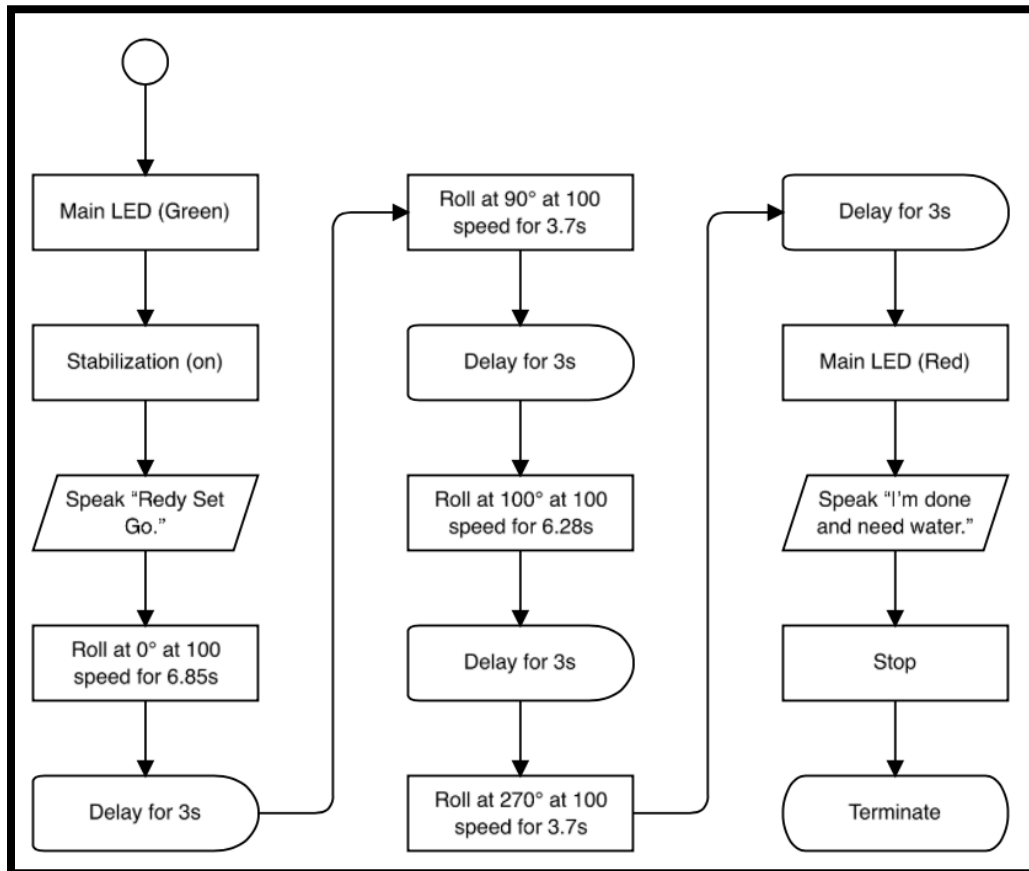 Main LED (Green)
Stabilization (on)
Speak “Redy Set
Go.”
Roll at 0° at 100
speed for 6.85s
Delay for 3s
Roll at 90° at 100
speed for 3.7s
Delay for 3s
Roll at 100° at 100
speed for 6.28s
Delay for 3s
Roll at 270° at 100
speed for 3.7s
Delay for 3s
Main LED (Red)
Speak “I’m done
and need water.”
Stop
Terminate